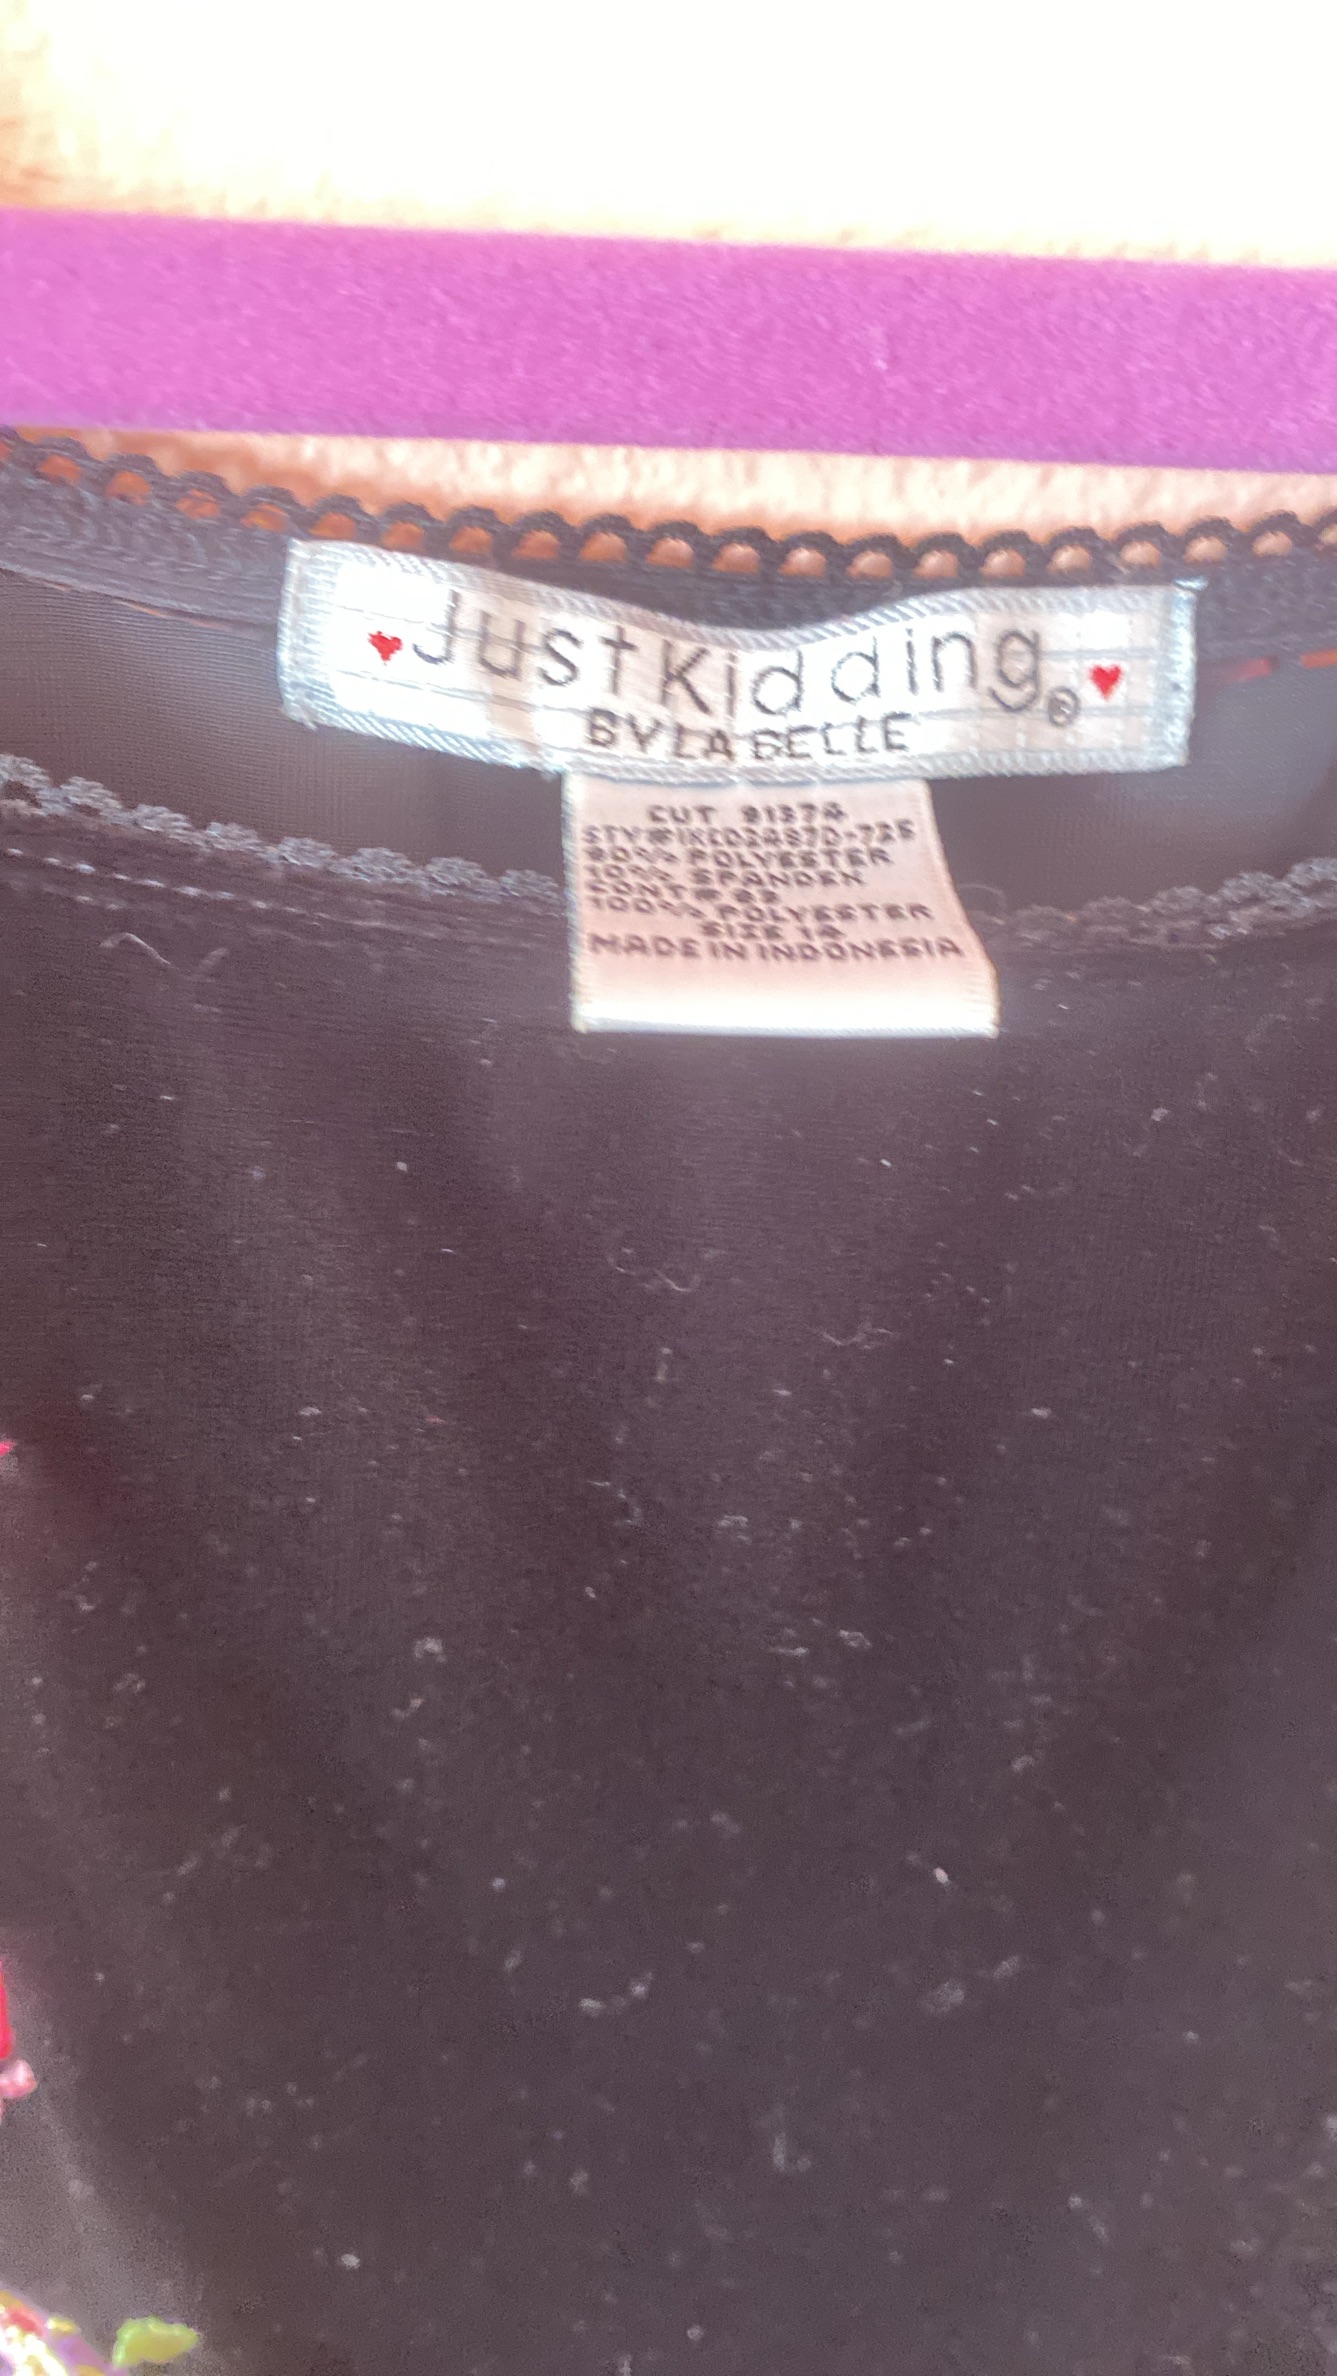 Just Kidding®
BY LA BELLE
CUT 91374
90% POLYESTER
10% SPANDEX
100% POLYESTER
SIZE 14
MADE IN INDONESIA